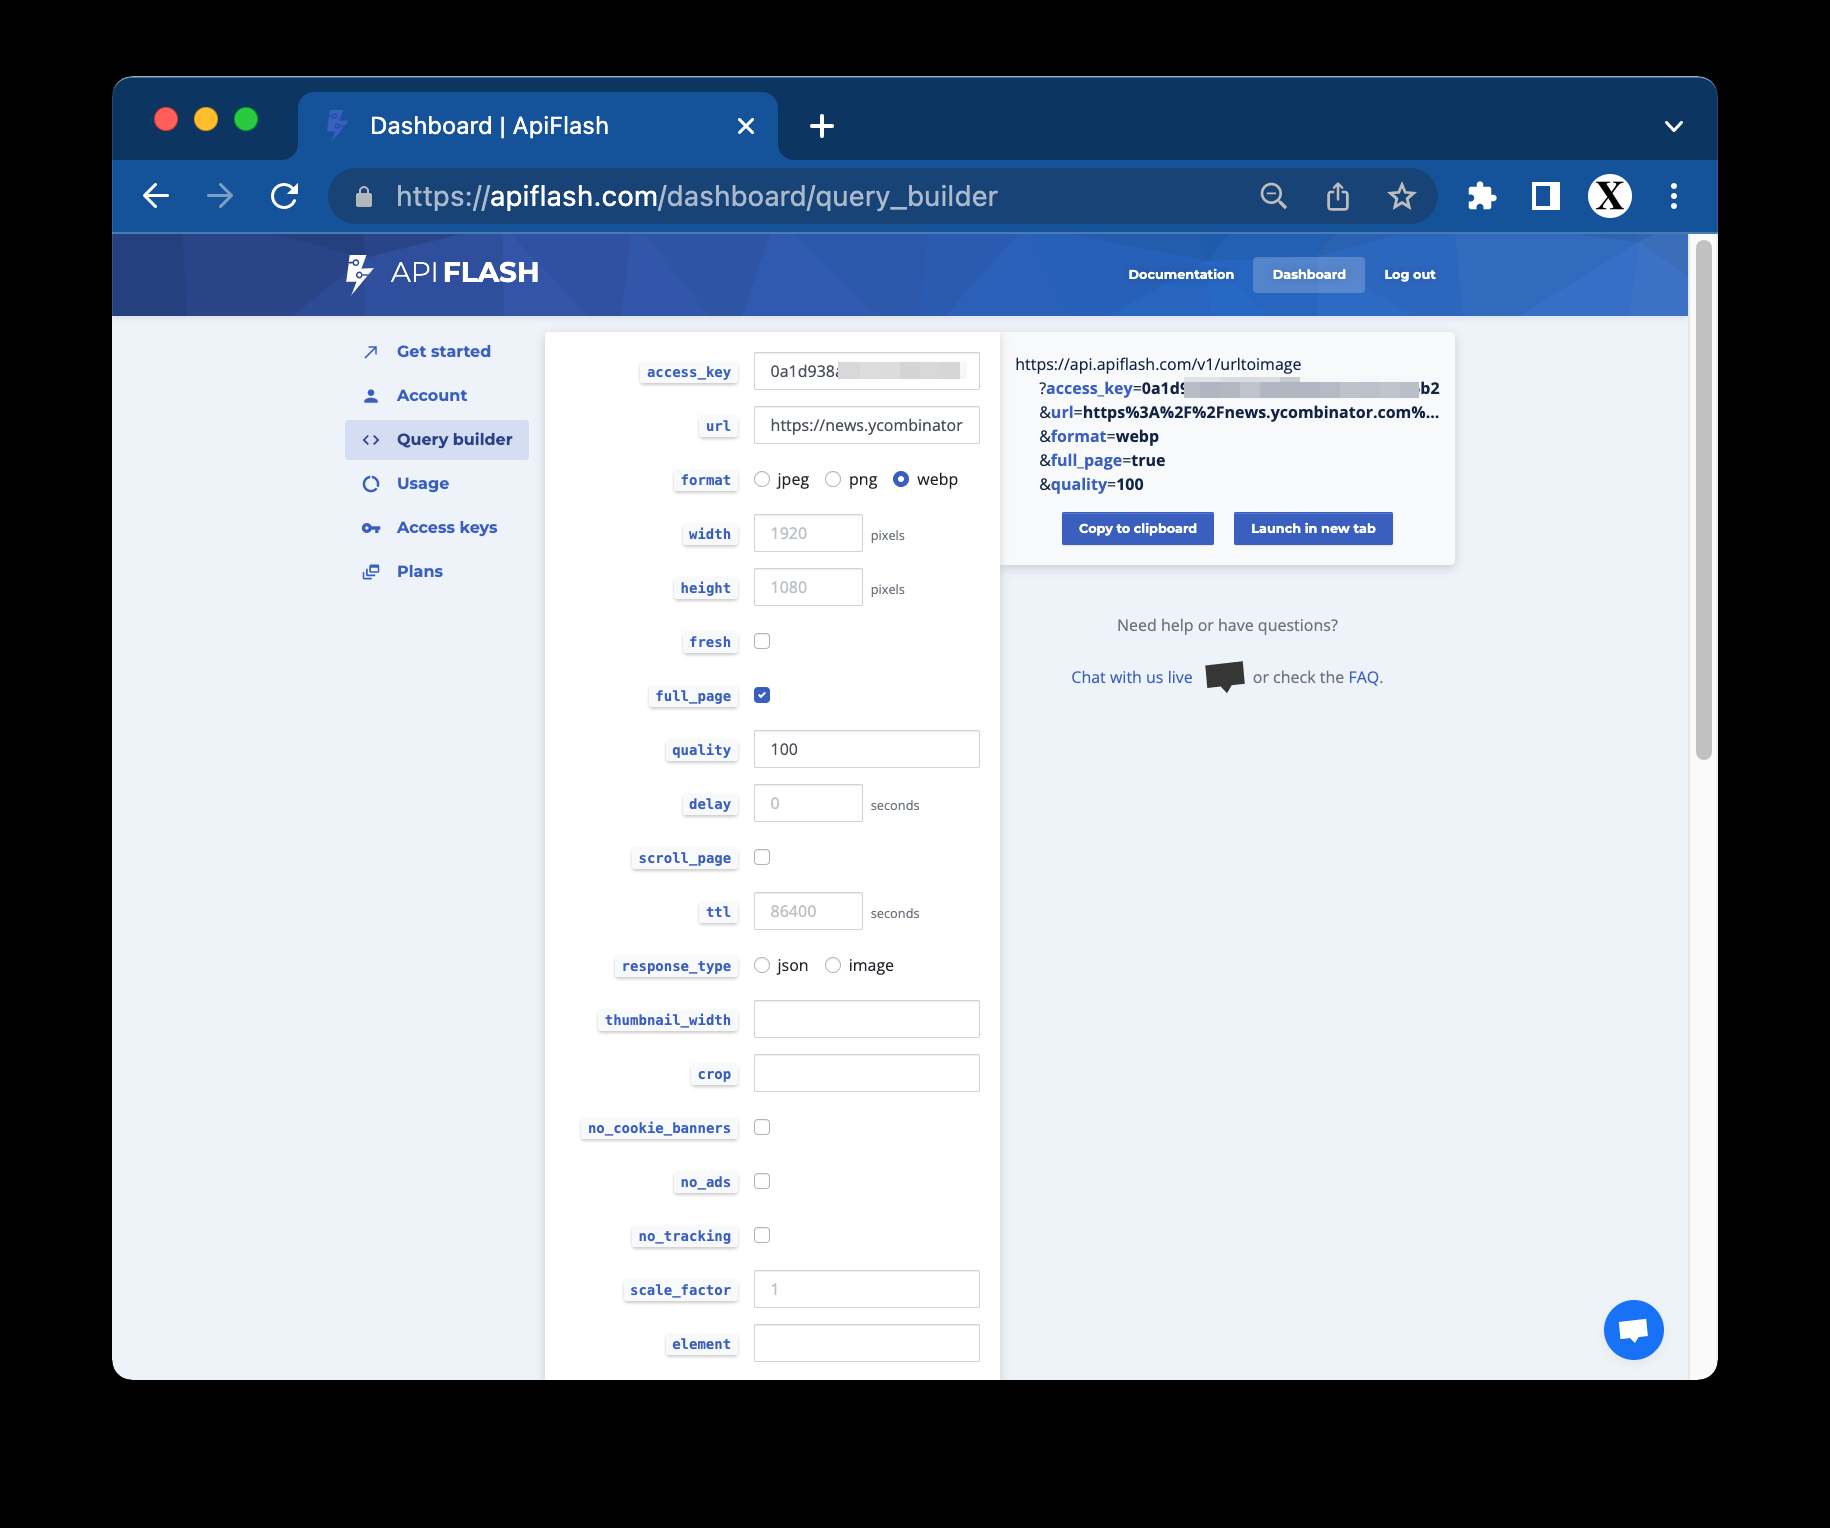 Dashboard | ApiFlash
https://apiflash.com/dashboard/query_builder
API FLASH
Documentation
Dashboard
Log out
Get started
Account
Query builder
Usage
Access keys
Plans
access_key 0a1d938
url https://news.ycombinator
format jpeg png webp
width 1920 pixels
height 1080 pixels
fresh
full_page
quality 100
delay 0 seconds
scroll_page
ttl 86400 seconds
response_type json image
thumbnail_width
crop
no_cookie_banners
no_ads
no_tracking
scale_factor 1
element
https://api.apiflash.com/v1/urltoimage
?access_key=0a1d9 b2
&url=https%3A%2F%2Fnews.ycombinator.com%...
&format=webp
&full_page=true
&quality=100
Copy to clipboard
Launch in new tab
Need help or have questions?
Chat with us live or check the FAQ.
X